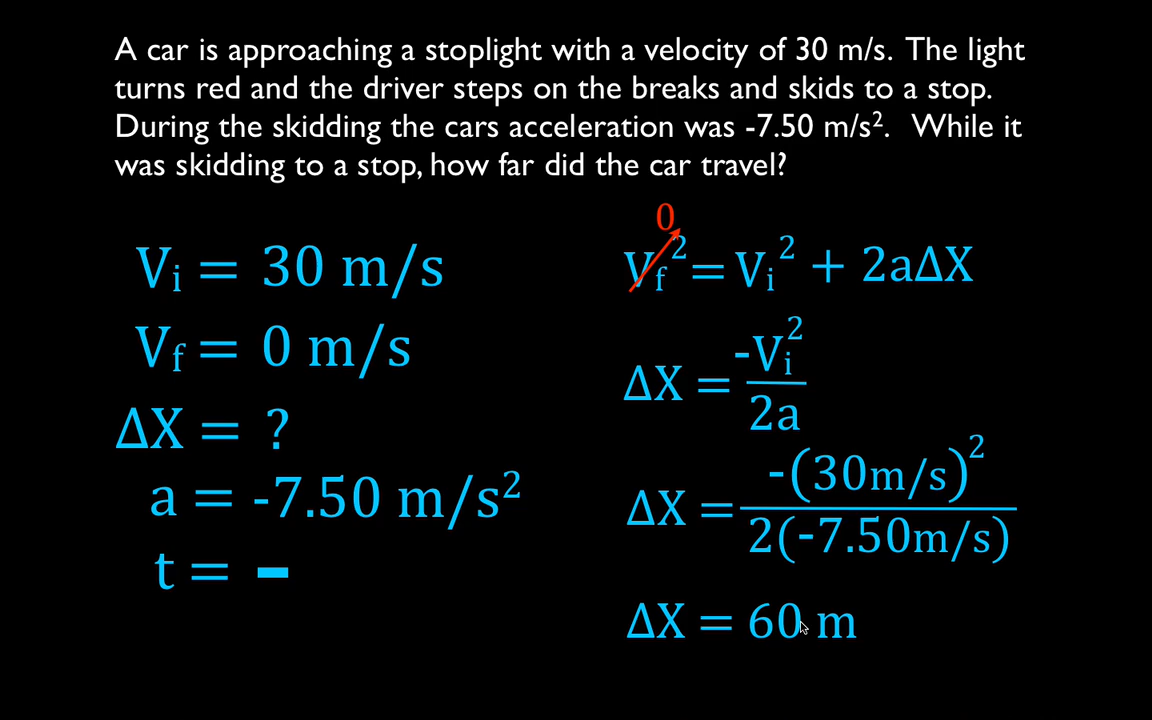 A car is approaching a stoplight with a velocity of 30 m/s. The light
turns red and the driver steps on the breaks and skids to a stop.
During the skidding the cars acceleration was -7.50 m/s². While it
was skidding to a stop, how far did the car travel?
Vᵢ = 30 m/s
V_f = 0 m/s
ΔX = ?
a = -7.50 m/s²
t = -
0
V_f² = Vᵢ² + 2aΔX
ΔX = -Vᵢ² / 2a
ΔX = -(30m/s)² / 2(-7.50m/s)
ΔX = 60 m